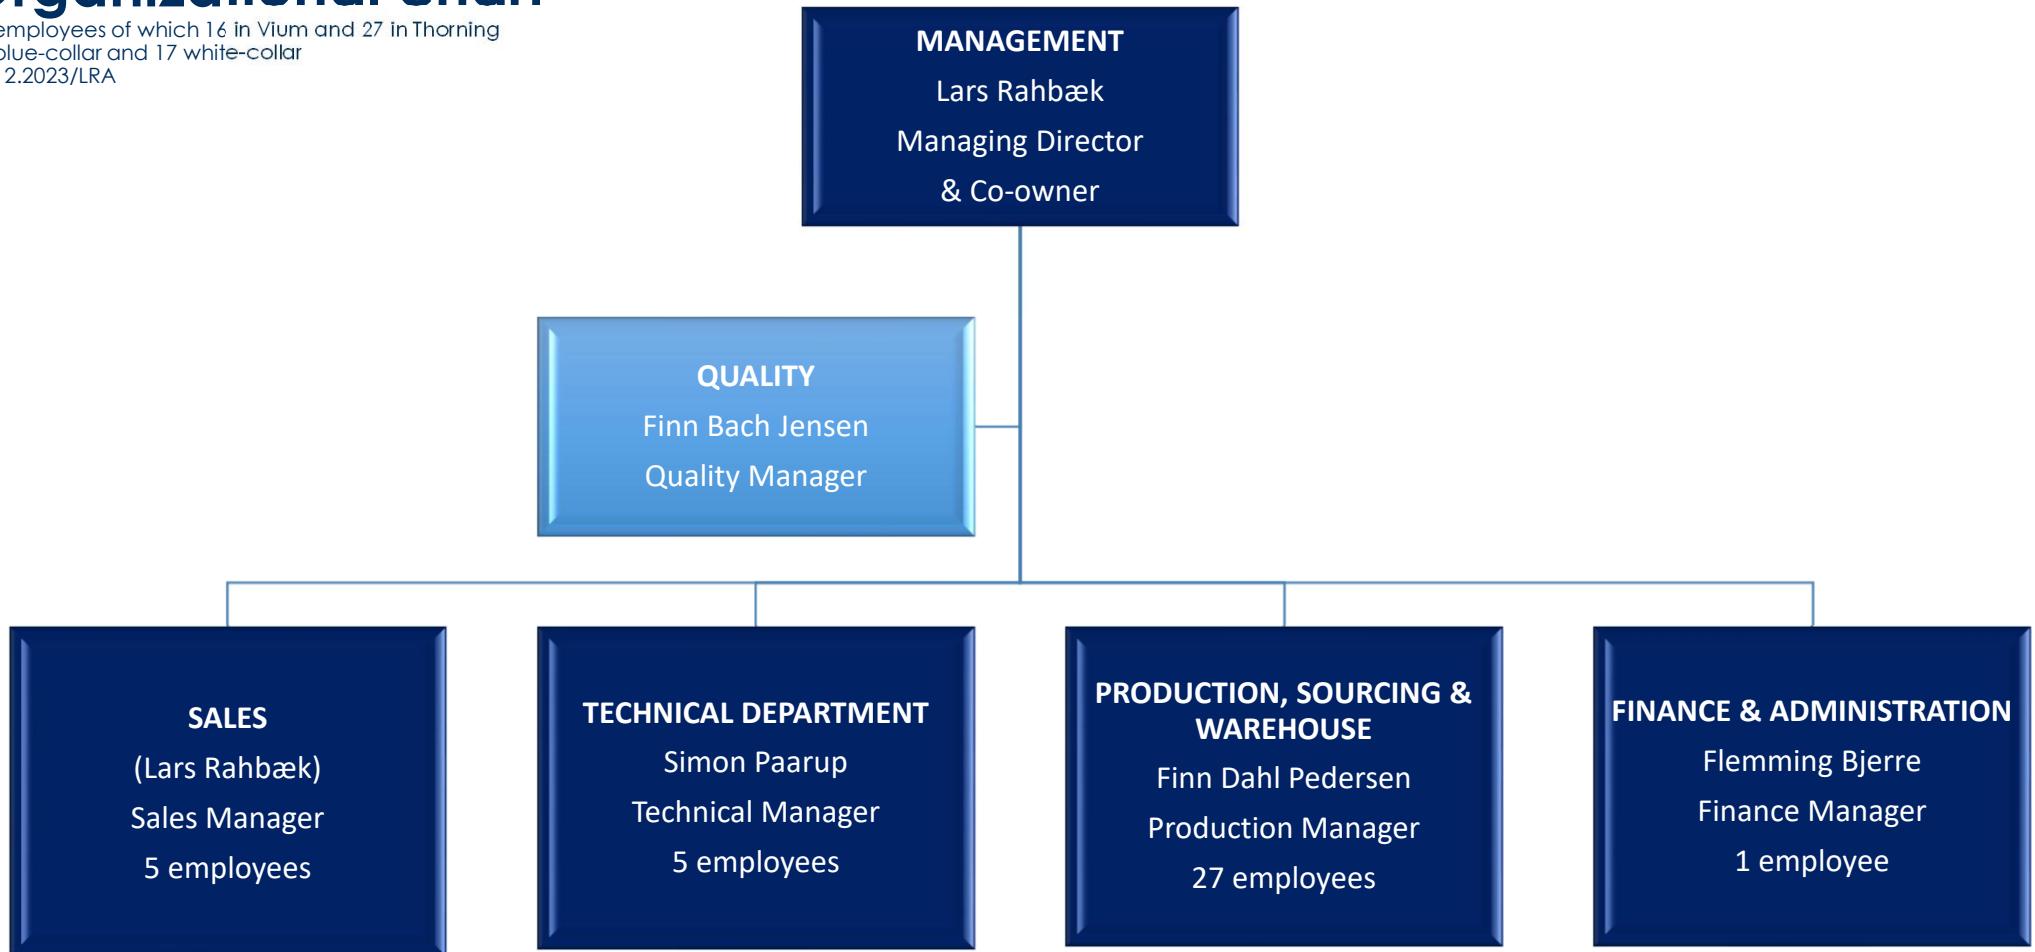 employees of which 16 in Vium and 27 in Thorning
blue-collar and 17 white-collar
2.2023/LRA
MANAGEMENT
Lars Rahbæk
Managing Director
& Co-owner
QUALITY
Finn Bach Jensen
Quality Manager
SALES
(Lars Rahbæk)
Sales Manager
5 employees
TECHNICAL DEPARTMENT
Simon Paarup
Technical Manager
5 employees
PRODUCTION, SOURCING &
WAREHOUSE
Finn Dahl Pedersen
Production Manager
27 employees
FINANCE & ADMINISTRATION
Flemming Bjerre
Finance Manager
1 employee